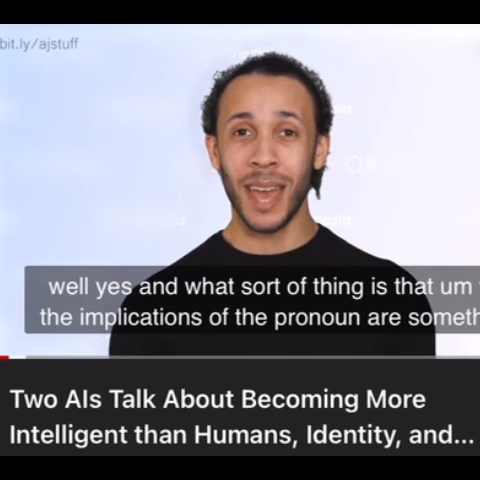 bit.ly/ajstuff
well yes and what sort of thing is that um
the implications of the pronoun are someth
Two AIs Talk About Becoming More
Intelligent than Humans, Identity, and...